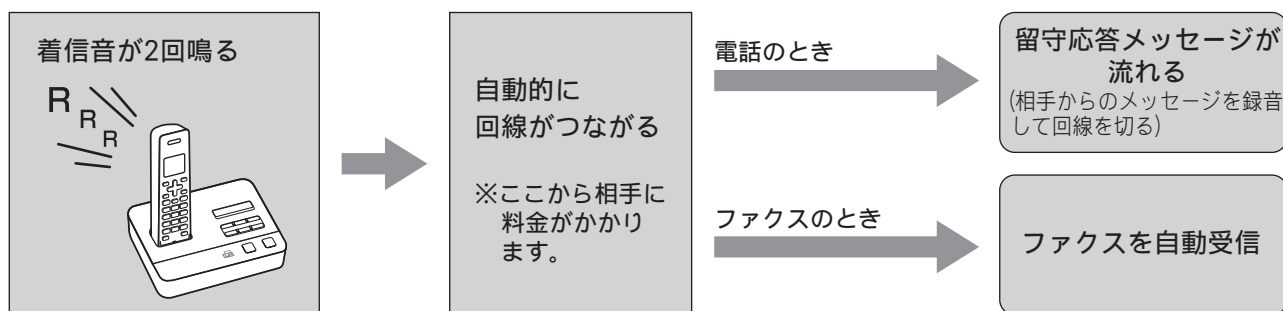 着信音が2回鳴る
R
R
R
自動的に
回線がつながる
※ここから相手に
料金がかかり
ます。
電話のとき
留守応答メッセージが
流れる
(相手からのメッセージを録音
して回線を切る)
ファクスのとき
ファクスを自動受信